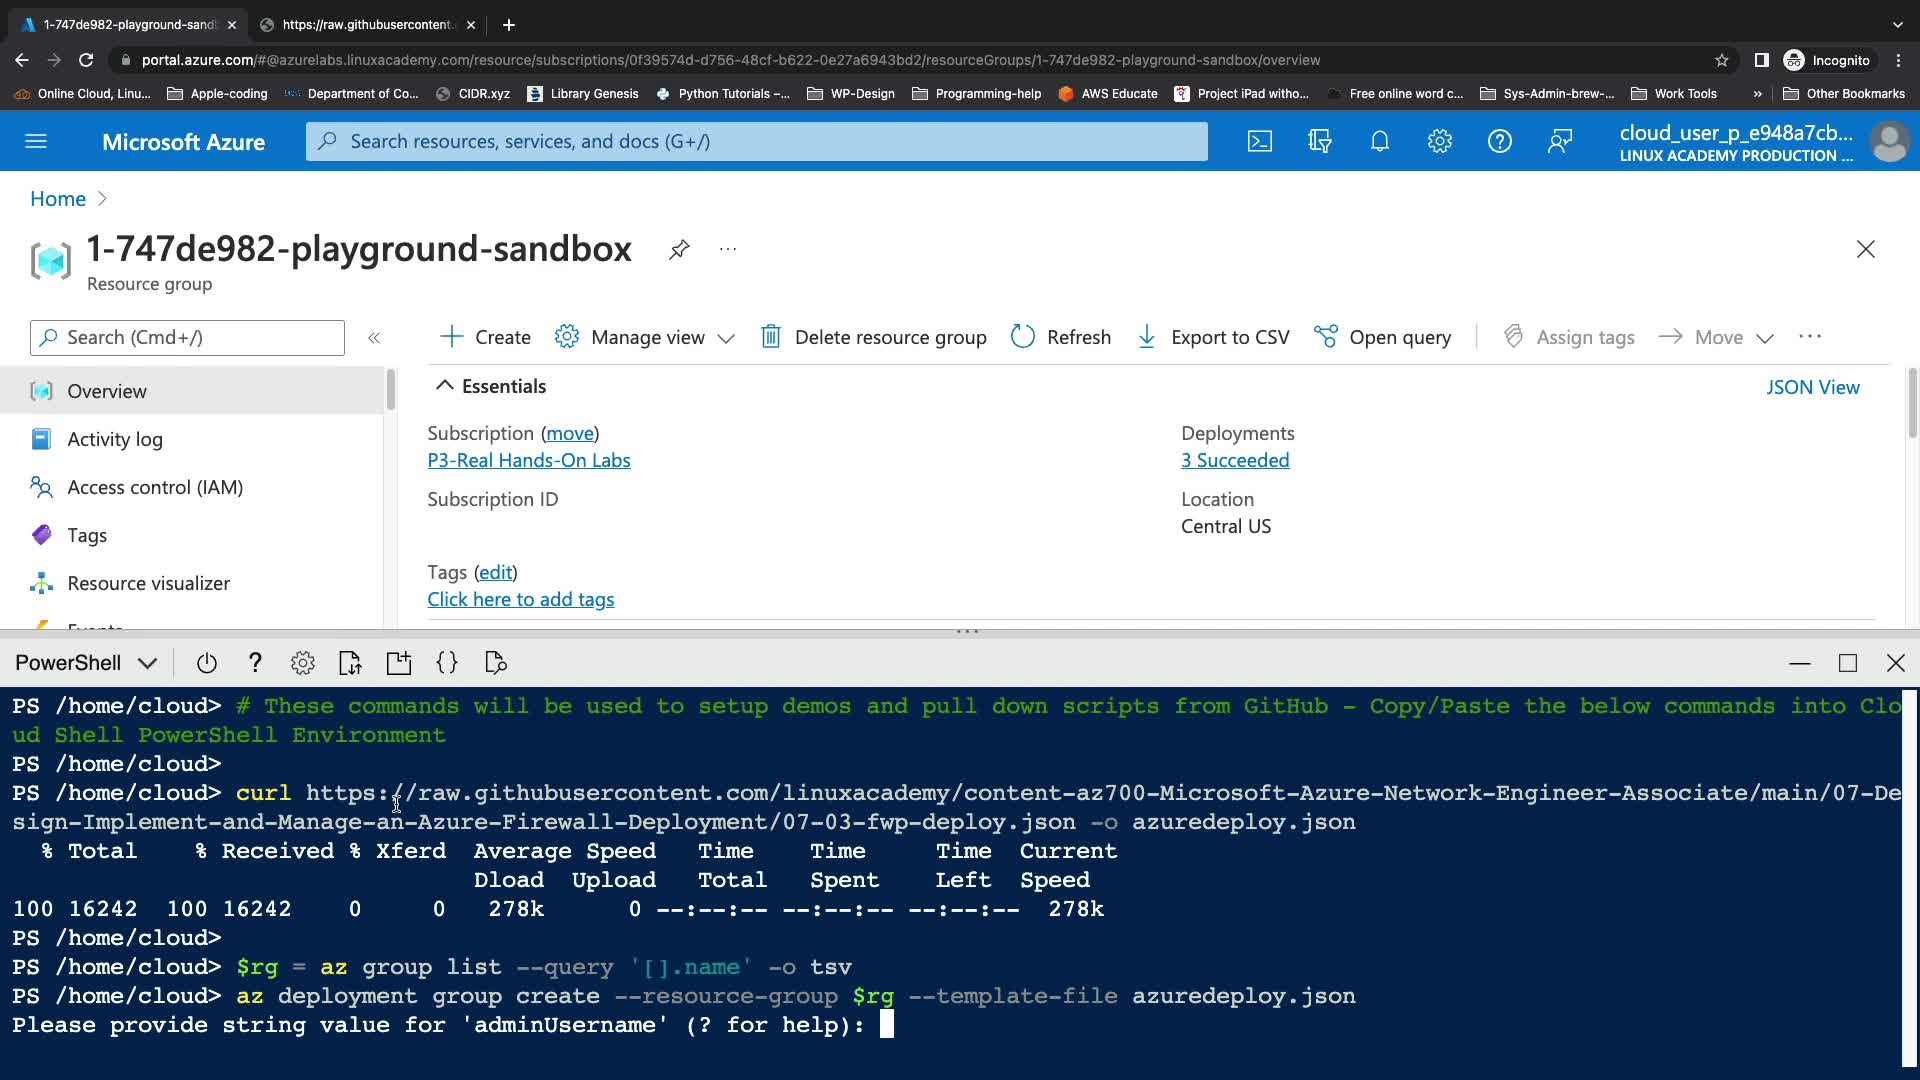 1-747de982-playground-sand
https://raw.githubusercontent.
portal.azure.com/#@azurelabs.linuxacademy.com/resource/subscriptions/0f39574d-d756-48cf-b622-0e27a6943bd2/resourceGroups/1-747de982-playground-sandbox/overview
Incognito
Online Cloud, Linu...
Apple-coding
Department of Co...
CIDR.xyz
Library Genesis
Python Tutorials –...
WP-Design
Programming-help
AWS Educate
Project iPad witho...
Free online word c...
Sys-Admin-brew-...
Work Tools
»
Other Bookmarks
Microsoft Azure
Search resources, services, and docs (G+/)
cloud_user_p_e948a7cb...
LINUX ACADEMY PRODUCTION ...
Home >
1-747de982-playground-sandbox
Resource group
Search (Cmd+/)
«
Create
Manage view
Delete resource group
Refresh
Export to CSV
Open query
Assign tags
Move
Overview
Activity log
Access control (IAM)
Tags
Resource visualizer
Events
Essentials
JSON View
Subscription (move)
P3-Real Hands-On Labs
Subscription ID
Deployments
3 Succeeded
Location
Central US
Tags (edit)
Click here to add tags
PowerShell
PS /home/cloud> # These commands will be used to setup demos and pull down scripts from GitHub - Copy/Paste the below commands into Clo
ud Shell PowerShell Environment
PS /home/cloud>
PS /home/cloud> curl https://raw.githubusercontent.com/linuxacademy/content-az700-Microsoft-Azure-Network-Engineer-Associate/main/07-De
sign-Implement-and-Manage-an-Azure-Firewall-Deployment/07-03-fwp-deploy.json -o azuredeploy.json
% Total % Received % Xferd Average Speed Time Time Time Current
Dload Upload Total Spent Left Speed
100 16242 100 16242 0 0 278k 0 --:--:-- --:--:-- --:--:-- 278k
PS /home/cloud>
PS /home/cloud> $rg = az group list --query '[].name' -o tsv
PS /home/cloud> az deployment group create --resource-group $rg --template-file azuredeploy.json
Please provide string value for 'adminUsername' (? for help):